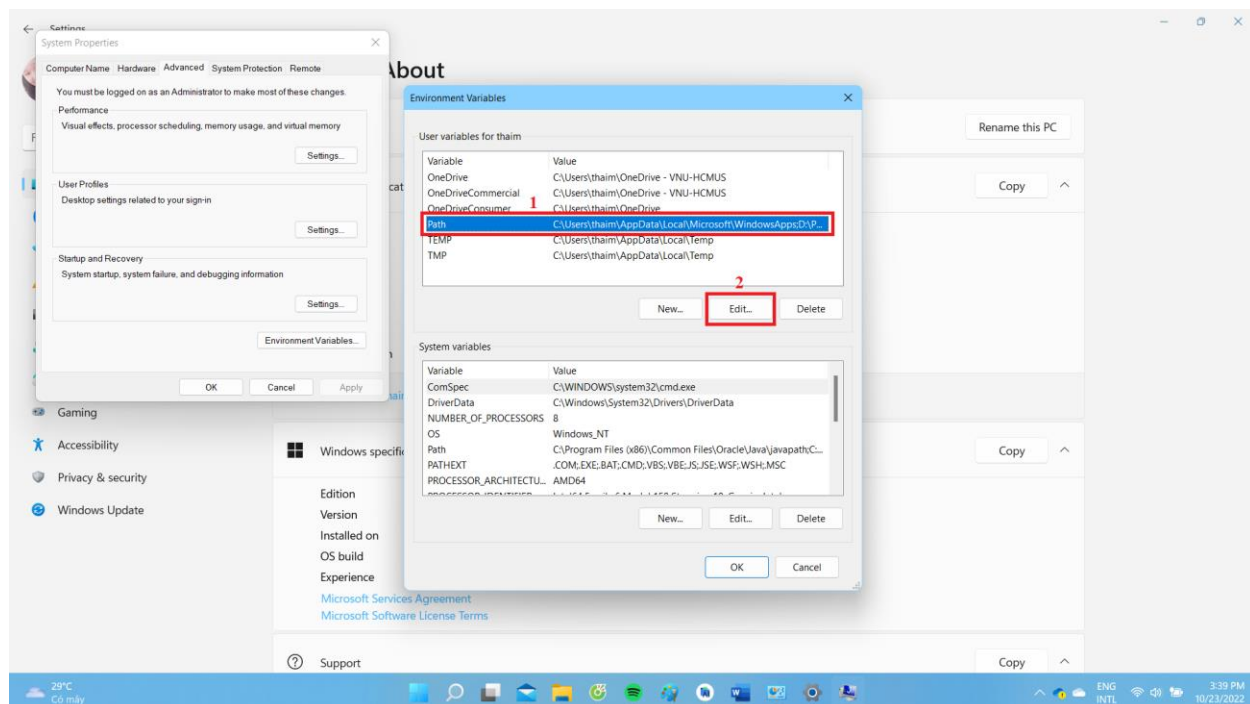 Settings
System Properties
Computer Name Hardware Advanced System Protection Remote
You must be logged on as an Administrator to make most of these changes.
Performance
Visual effects, processor scheduling, memory usage, and virtual memory
Settings...
User Profiles
Desktop settings related to your sign-in
Settings...
Startup and Recovery
System startup, system failure, and debugging information
Settings...
Environment Variables...
OK Cancel Apply
Gaming
Accessibility
Privacy & security
Windows Update
About
Rename this PC
Copy
Environment Variables
User variables for thaim
Variable Value
OneDrive C:\Users\thaim\OneDrive - VNU-HCMUS
OneDriveCommercial C:\Users\thaim\OneDrive - VNU-HCMUS
1
OneDriveConsumer C:\Users\thaim\OneDrive
Path C:\Users\thaim\AppData\Local\Microsoft\WindowsApps;D:\P...
TEMP C:\Users\thaim\AppData\Local\Temp
TMP C:\Users\thaim\AppData\Local\Temp
2
New... Edit... Delete
System variables
Variable Value
ComSpec C:\WINDOWS\system32\cmd.exe
DriverData C:\Windows\System32\Drivers\DriverData
NUMBER_OF_PROCESSORS 8
OS Windows_NT
Path C:\Program Files (x86)\Common Files\Oracle\Java\javapath;C:...
PATHEXT .COM;.EXE;.BAT;.CMD;.VBS;.VBE;.JS;.JSE;.WSF;.WSH;.MSC
PROCESSOR_ARCHITECTU... AMD64
New... Edit... Delete
OK Cancel
Windows specific
Copy
Edition
Version
Installed on
OS build
Experience
Microsoft Services Agreement
Microsoft Software License Terms
Support
Copy
29°C
Có mây
ENG
INTL
3:39 PM
10/23/2022